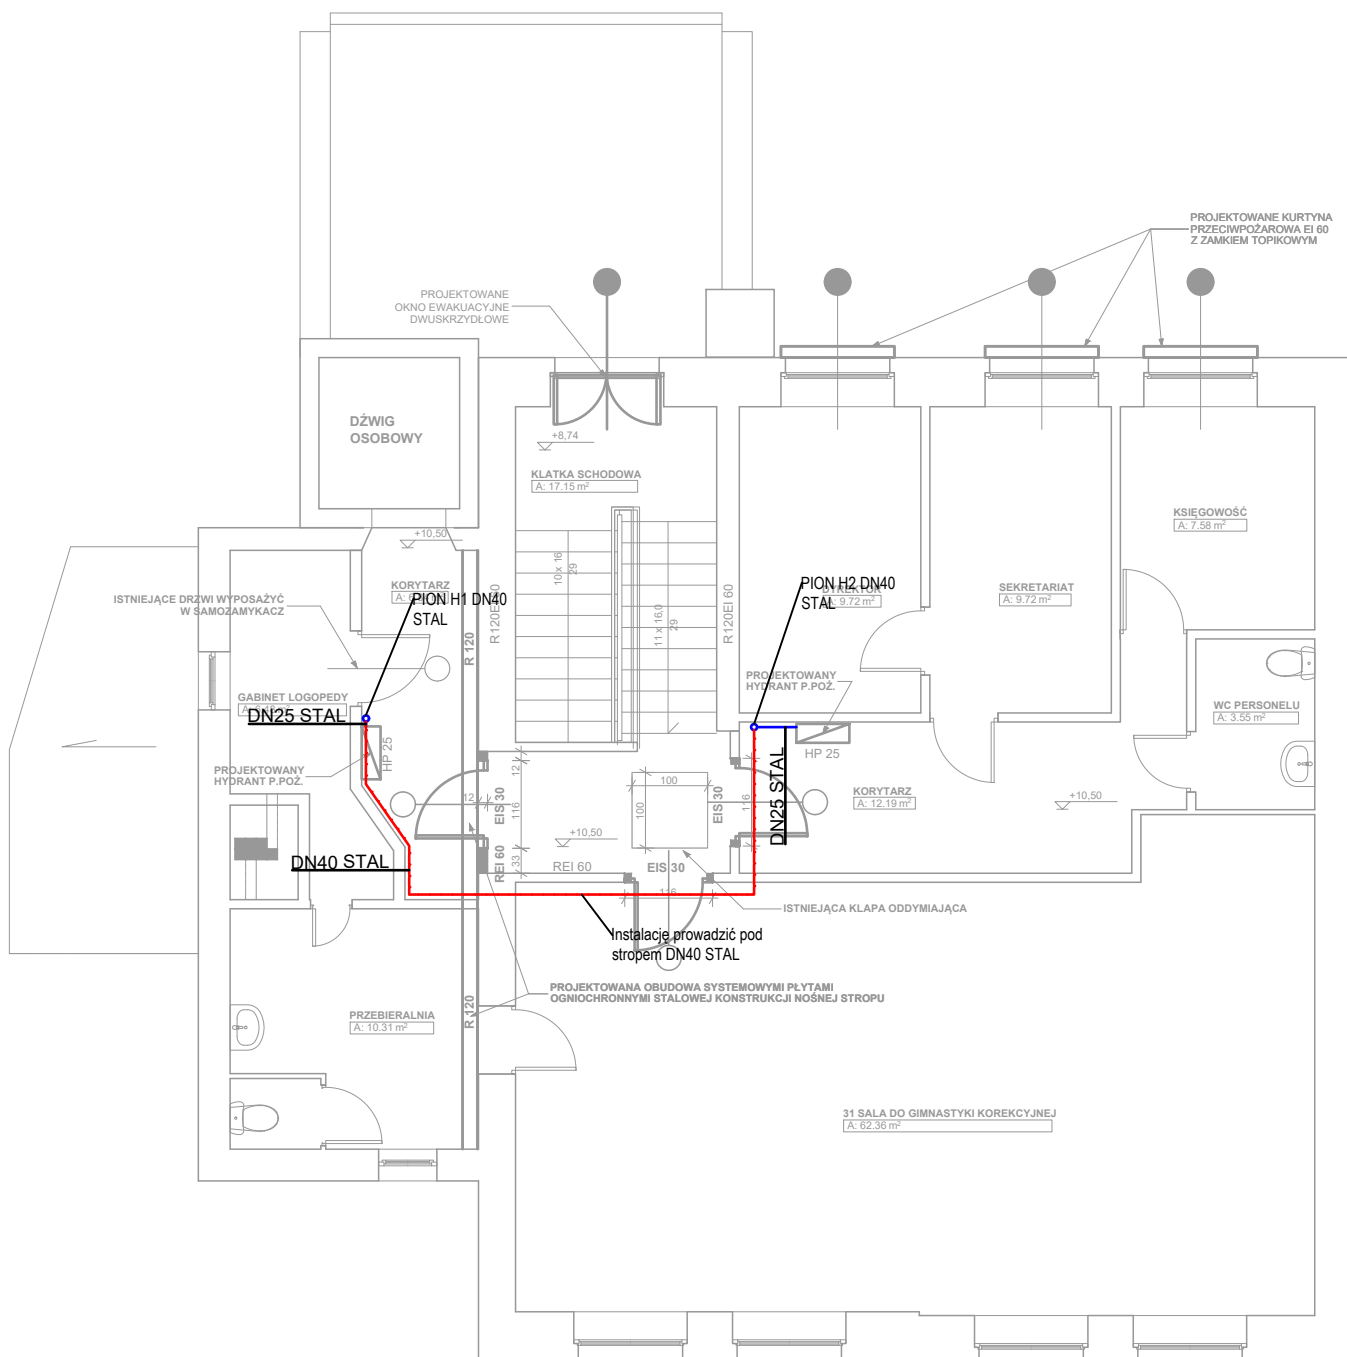 PROJEKTOWANE KURTYNA
PRZECIWPOŻAROWA EI 60
Z ZAMKIEM TOPIKOWYM
PROJEKTOWANE
OKNO EWAKUACYJNE
DWUSKRZYDŁOWE
DŹWIG
OSOBOWY
+8,74
KLATKA SCHODOWA
A: 17.15 m²
KSIĘGOWOŚĆ
A: 7.58 m²
+10,50
10 x 16
29
11 x 16,0
29
R120EI 60
R120EI 60
KORYTARZ
PION H1 DN40
STAL
PION H2 DN40
STAL
DYREKTOR
A: 9.72 m²
SEKRETARIAT
A: 9.72 m²
ISTNIEJĄCE DRZWI WYPOSAŻYĆ
W SAMOZAMYKACZ
R 120
PROJEKTOWANY
HYDRANT P.POŻ.
GABINET LOGOPEDY
DN25 STAL
WC PERSONELU
A: 3.55 m²
HP 25
HP 25
PROJEKTOWANY
HYDRANT P.POŻ.
12
12
116
33
EIS 30
REI 60
100
100
EIS 30
116
DN25 STAL
KORYTARZ
A: 12.19 m²
+10,50
+10,50
DN40 STAL
REI 60
EIS 30
116
ISTNIEJĄCA KLAPA ODDYMIAJĄCA
Instalację prowadzić pod
stropem DN40 STAL
PROJEKTOWANA OBUDOWA SYSTEMOWYMI PŁYTAMI
OGNIOCHRONNYMI STALOWEJ KONSTRUKCJI NOŚNEJ STROPU
R 120
PRZEBIERALNIA
A: 10.31 m²
31 SALA DO GIMNASTYKI KOREKCYJNEJ
A: 62.36 m²